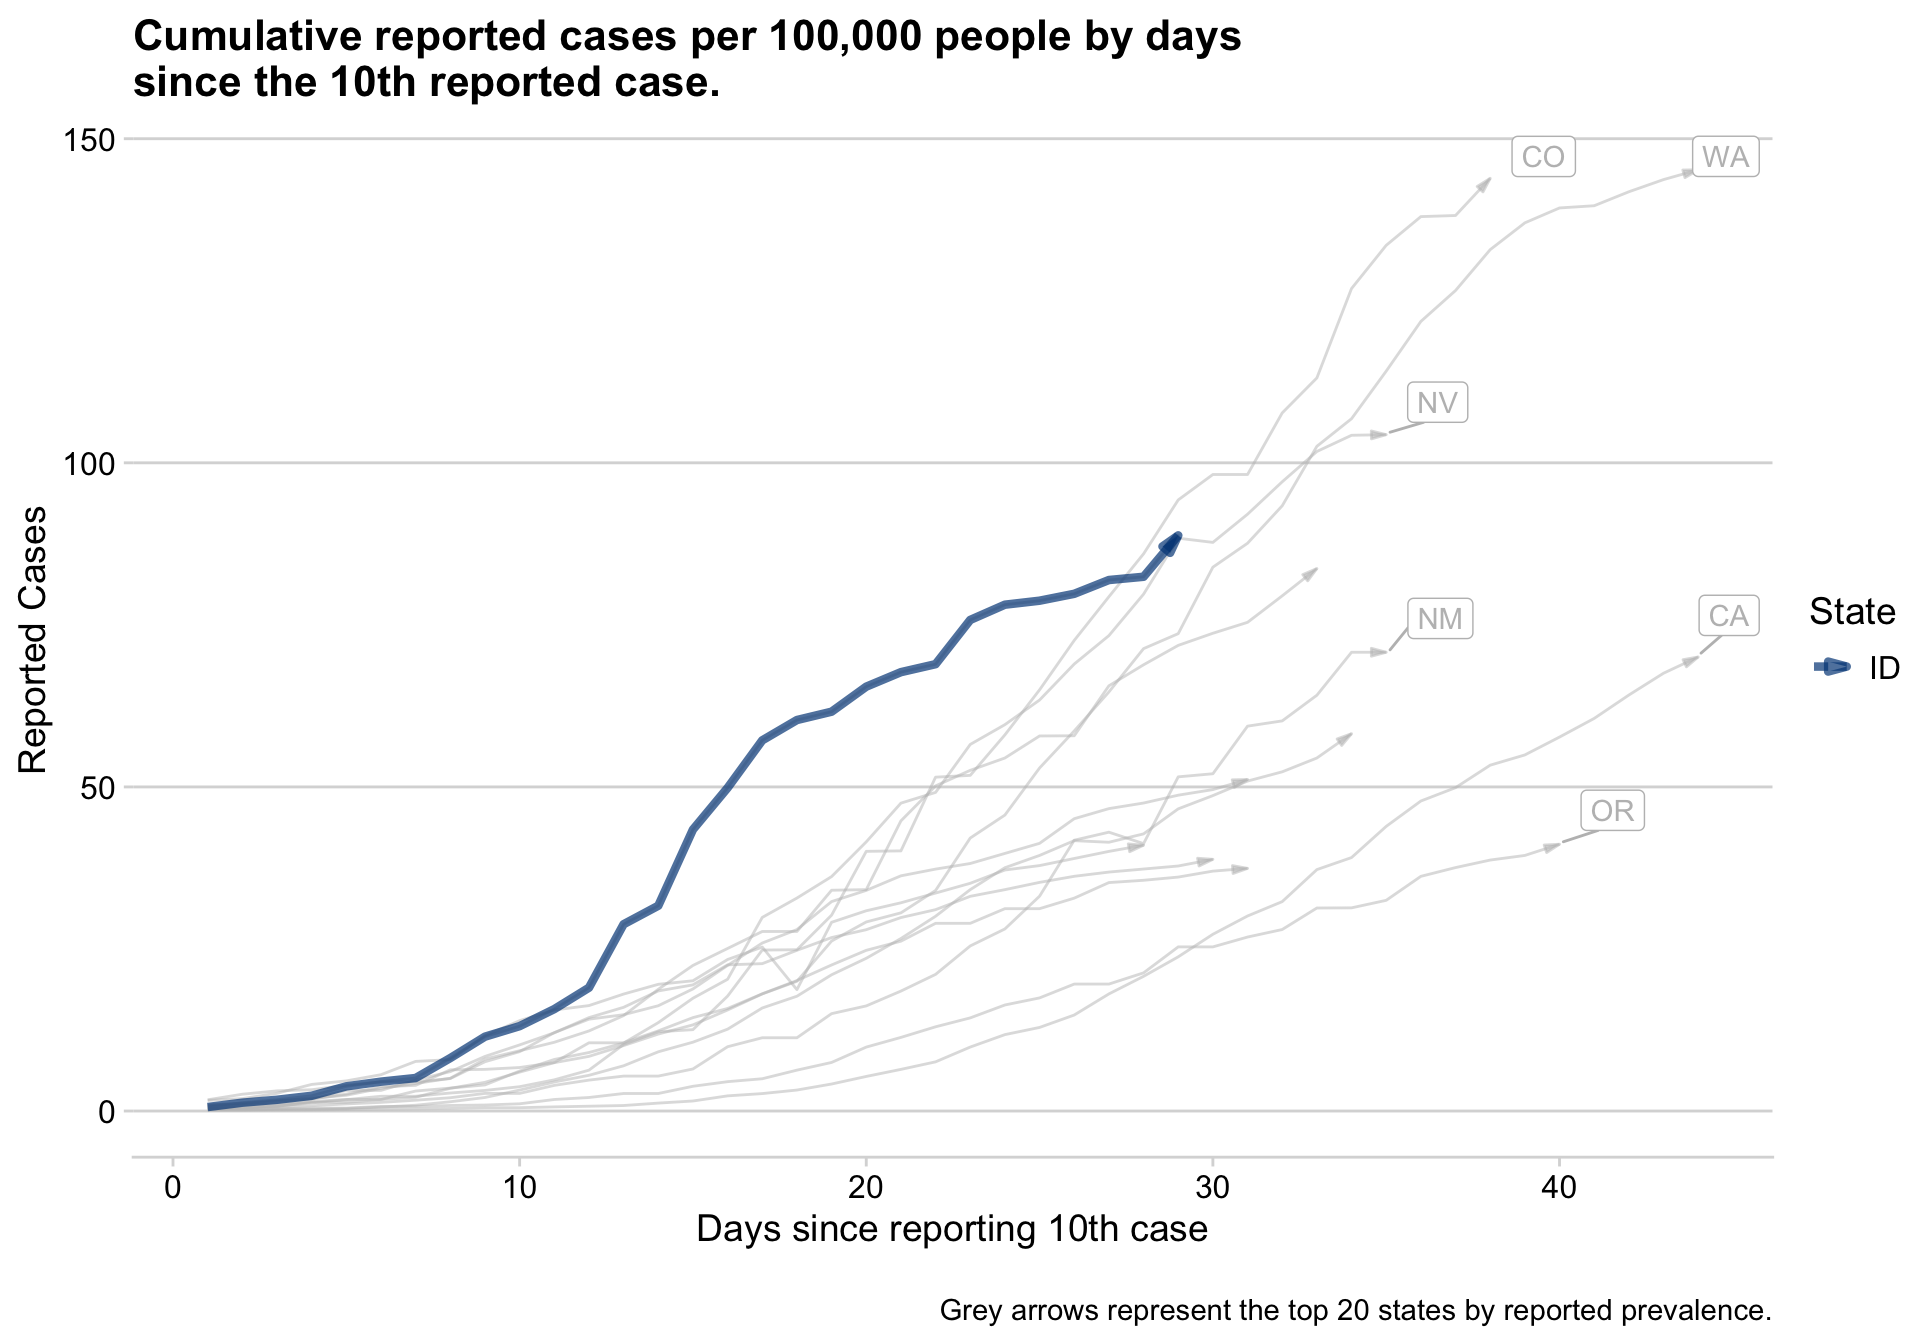 Cumulative reported cases per 100,000 people by days
since the 10th reported case.
150
100
50
0
Reported Cases
CO
WA
NV
NM
CA
OR
State
ID
0
10
20
30
40
Days since reporting 10th case
Grey arrows represent the top 20 states by reported prevalence.